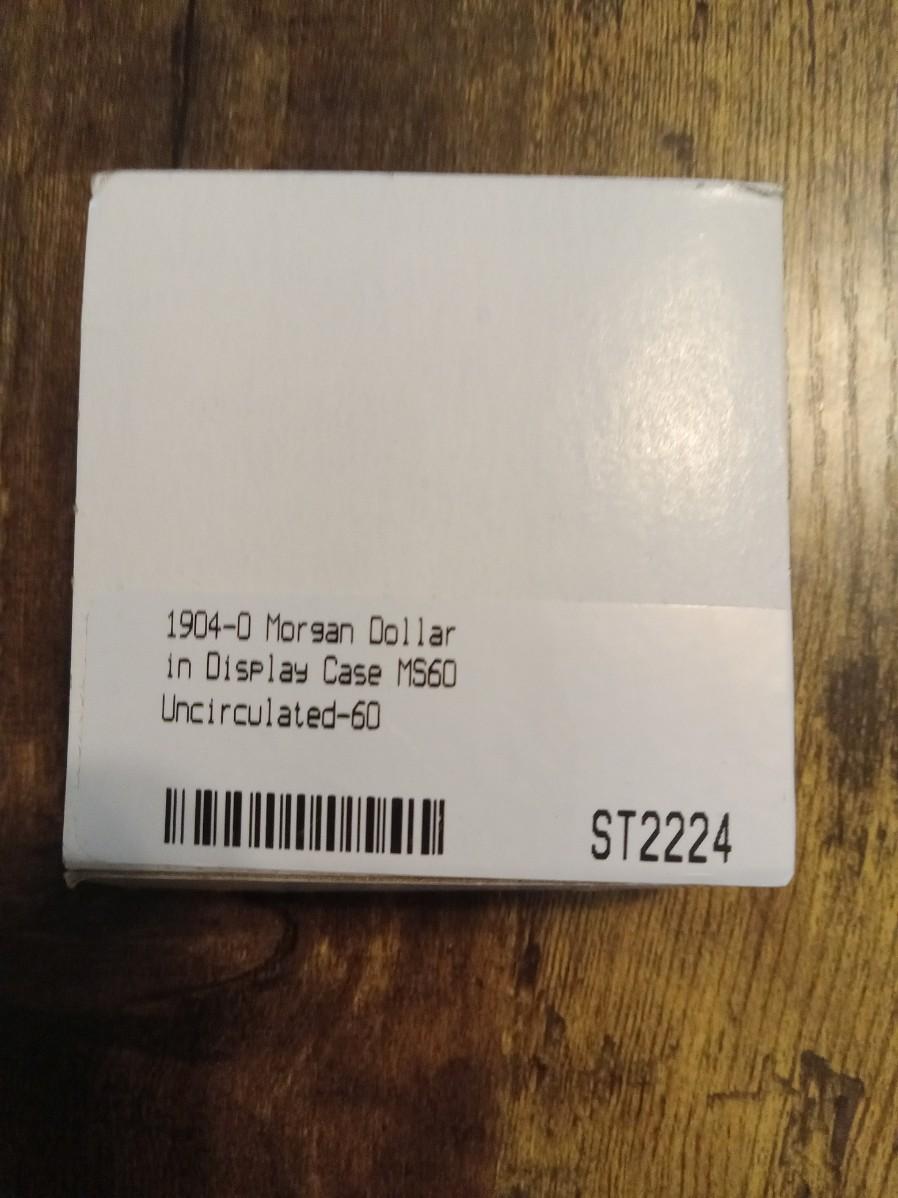 1904-O Morgan Dollar
in Display Case MS60
Uncirculated-60
ST2224